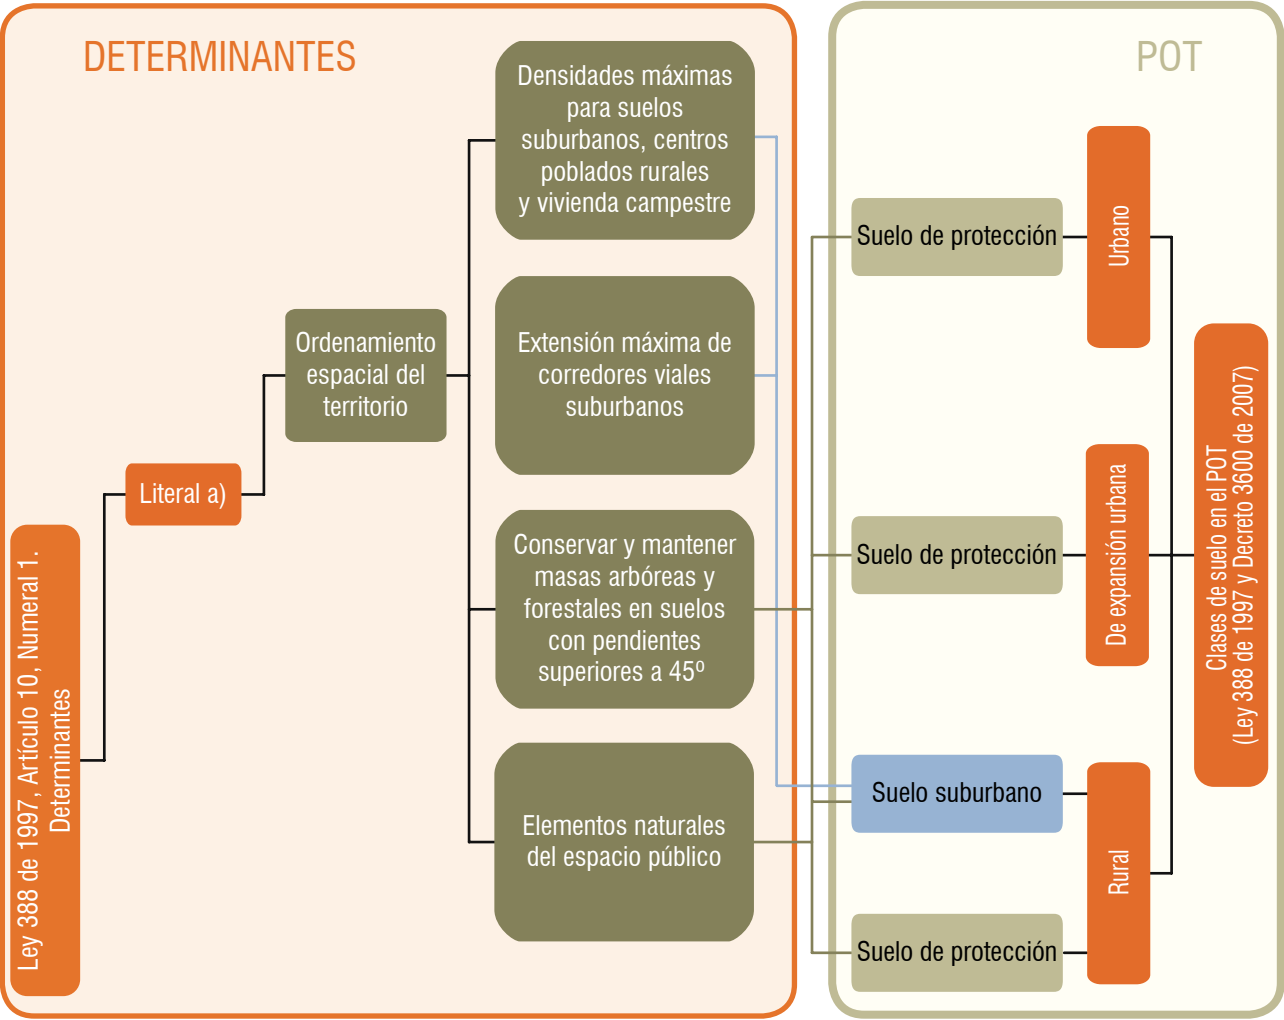 DETERMINANTES
Ley 388 de 1997, Artículo 10, Numeral 1.
Determinantes
Literal a)
Ordenamiento
espacial del
territorio
Densidades máximas
para suelos
suburbanos, centros
poblados rurales
y vivienda campestre
Extensión máxima de
corredores viales
suburbanos
Conservar y mantener
masas arbóreas y
forestales en suelos
con pendientes
superiores a 45º
Elementos naturales
del espacio público
POT
Suelo de protección
Urbano
Suelo de protección
De expansión urbana
Suelo suburbano
Suelo de protección
Rural
Clases de suelo en el POT
(Ley 388 de 1997 y Decreto 3600 de 2007)